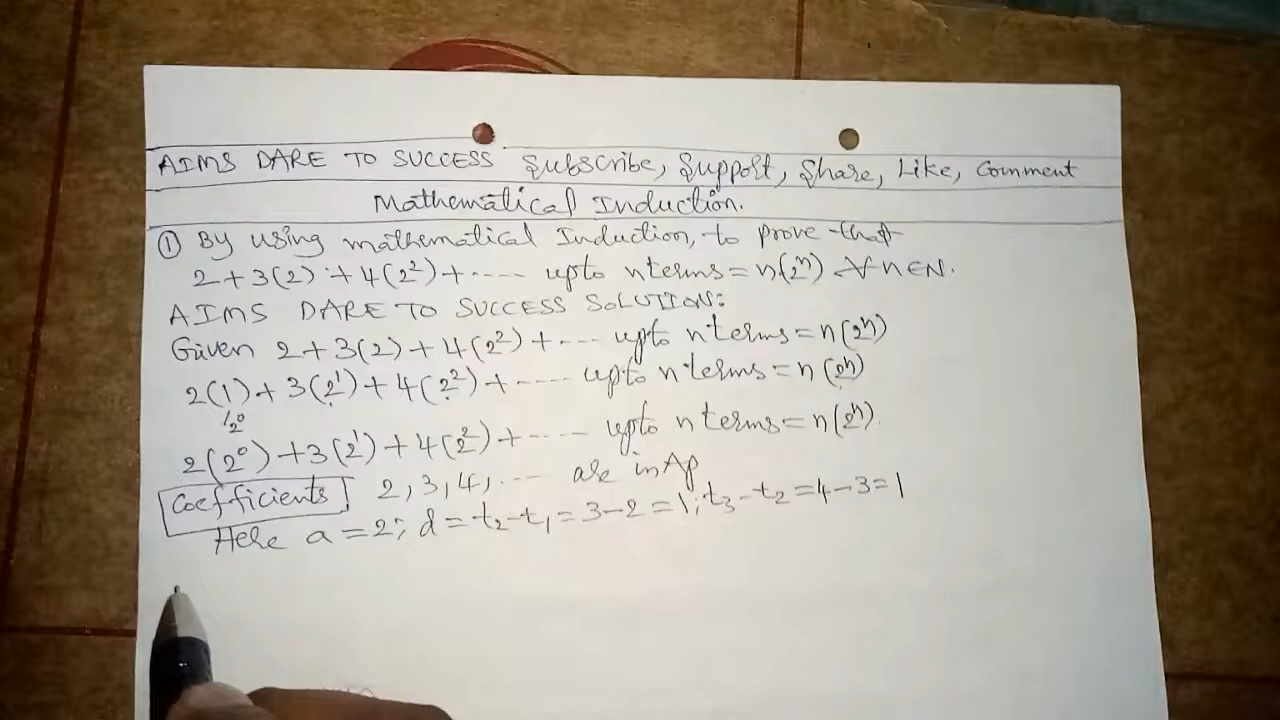 AIMS DARE TO SUCCESS Subscribe, Support, Share, Like, Comment
Mathematical Induction.
① By using mathematical Induction, to prove that
2+3(2)+4(2²)+..... upto n terms = n(2ⁿ) ∀ n∈N.
AIMS DARE TO SUCCESS SOLUTION:
Given 2+3(2)+4(2²)+.... upto n terms = n(2ⁿ)
2(1)+3(2¹)+4(2²)+..... upto n terms = n(2ⁿ)
2⁰
2(2⁰)+3(2¹)+4(2²)+..... upto n terms = n(2ⁿ).
Coefficients 2,3,4,.... are in AP
Here a=2; d=t₂-t₁=3-2=1; t₃-t₂=4-3=1